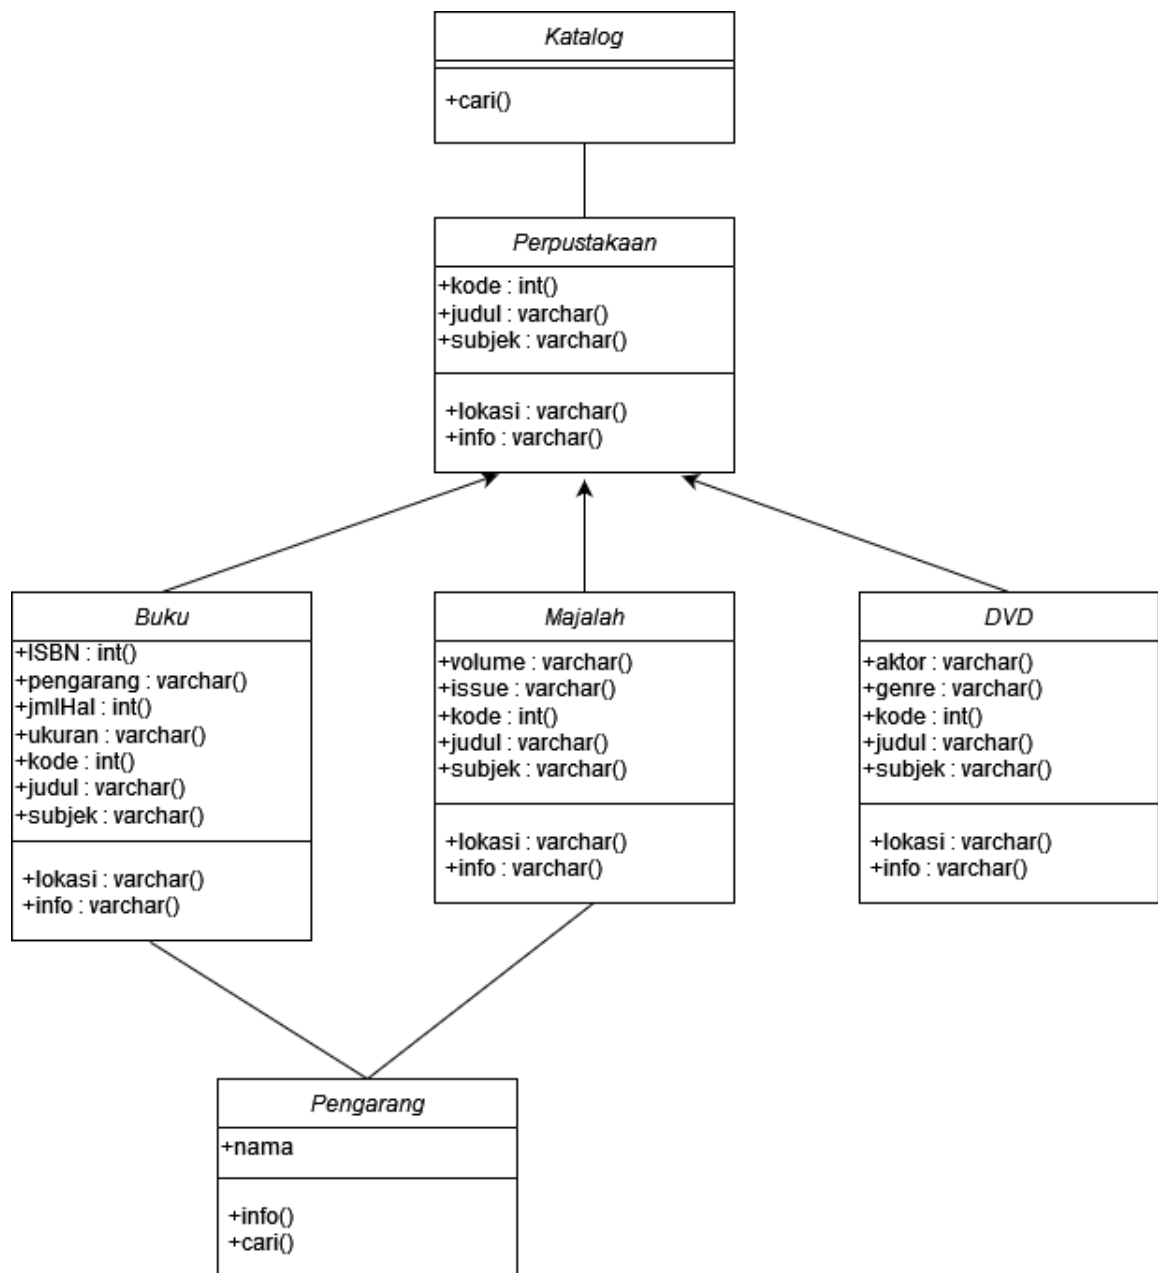 Katalog
+cari()
Perpustakaan
+kode : int()
+judul : varchar()
+subjek : varchar()
+lokasi : varchar()
+info : varchar()
Buku
+ISBN : int()
+pengarang : varchar()
+jmlHal : int()
+ukuran : varchar()
+kode : int()
+judul : varchar()
+subjek : varchar()
+lokasi : varchar()
+info : varchar()
Majalah
+volume : varchar()
+issue : varchar()
+kode : int()
+judul : varchar()
+subjek : varchar()
+lokasi : varchar()
+info : varchar()
DVD
+aktor : varchar()
+genre : varchar()
+kode : int()
+judul : varchar()
+subjek : varchar()
+lokasi : varchar()
+info : varchar()
Pengarang
+nama
+info()
+cari()